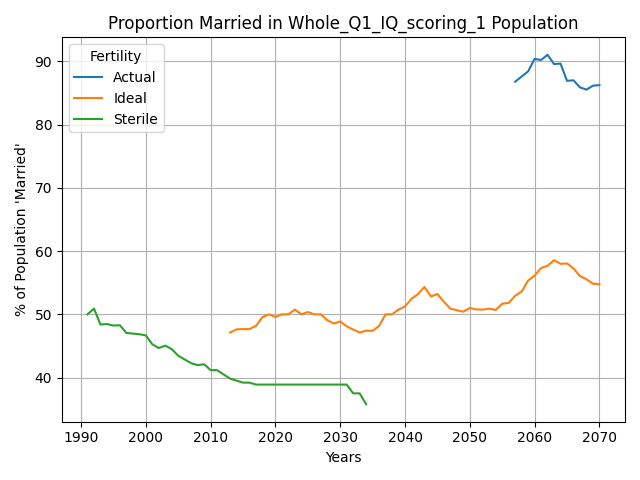 Proportion Married in Whole_Q1_IQ_scoring_1 Population
Fertility
Actual
Ideal
Sterile
% of Population 'Married'
90
80
70
60
50
40
1990 2000 2010 2020 2030 2040 2050 2060 2070
Years